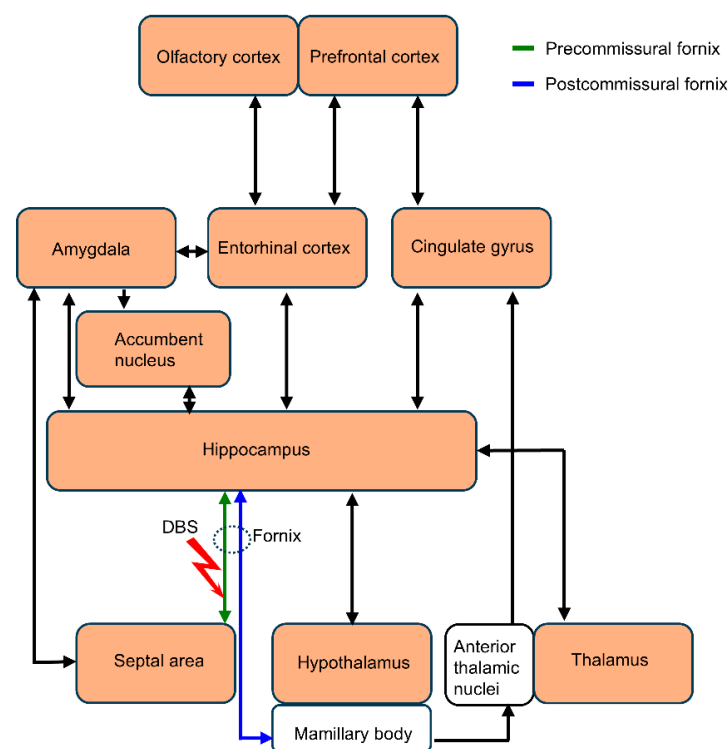 Olfactory cortex
Prefrontal cortex
Precommissural fornix
Postcommissural fornix
Amygdala
Entorhinal cortex
Cingulate gyrus
Accumbent
nucleus
Hippocampus
DBS
Fornix
Septal area
Hypothalamus
Anterior
thalamic
nuclei
Thalamus
Mamillary body